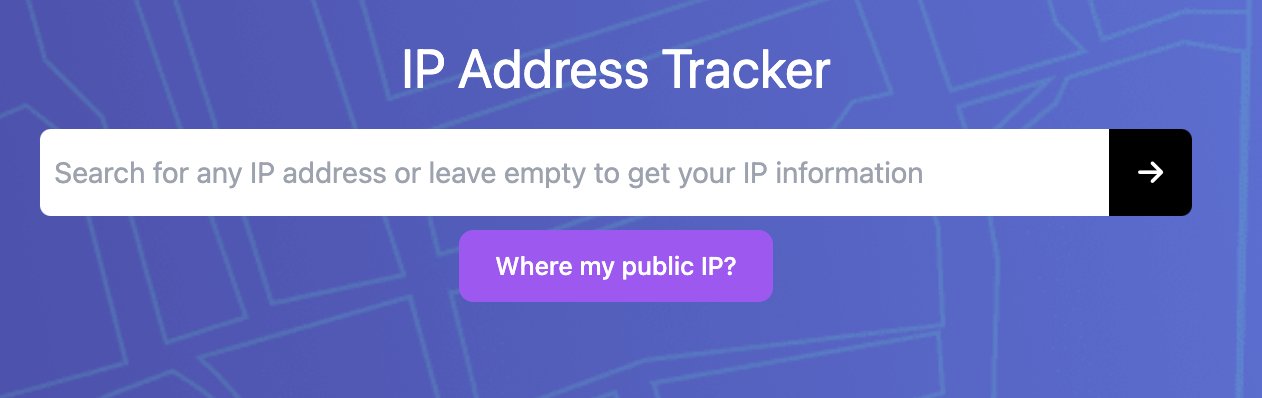 IP Address Tracker
Search for any IP address or leave empty to get your IP information
Where my public IP?